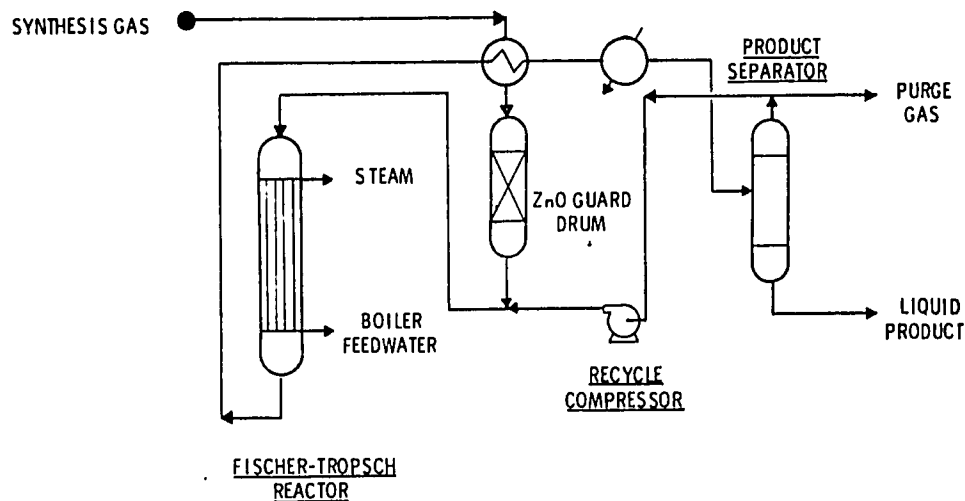 SYNTHESIS GAS
PRODUCT
SEPARATOR
PURGE
GAS
STEAM
ZnO GUARD
DRUM
BOILER
FEEDWATER
LIQUID
PRODUCT
RECYCLE
COMPRESSOR
FISCHER-TROPSCH
REACTOR